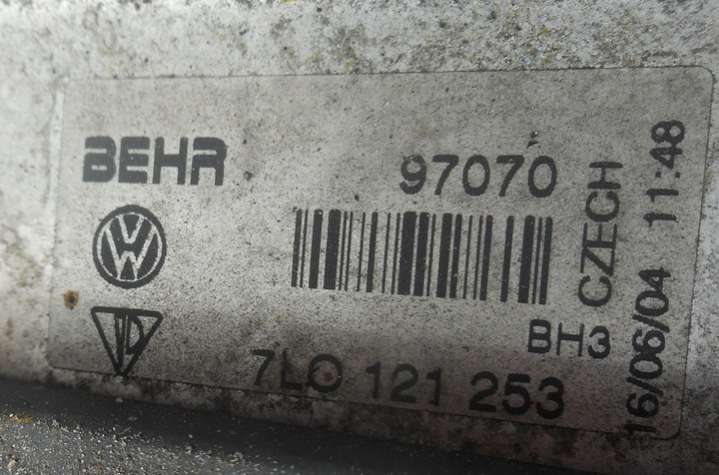 BEHR
97070
CZECH
16/06/04 11:48
BH3
7L0 121 253